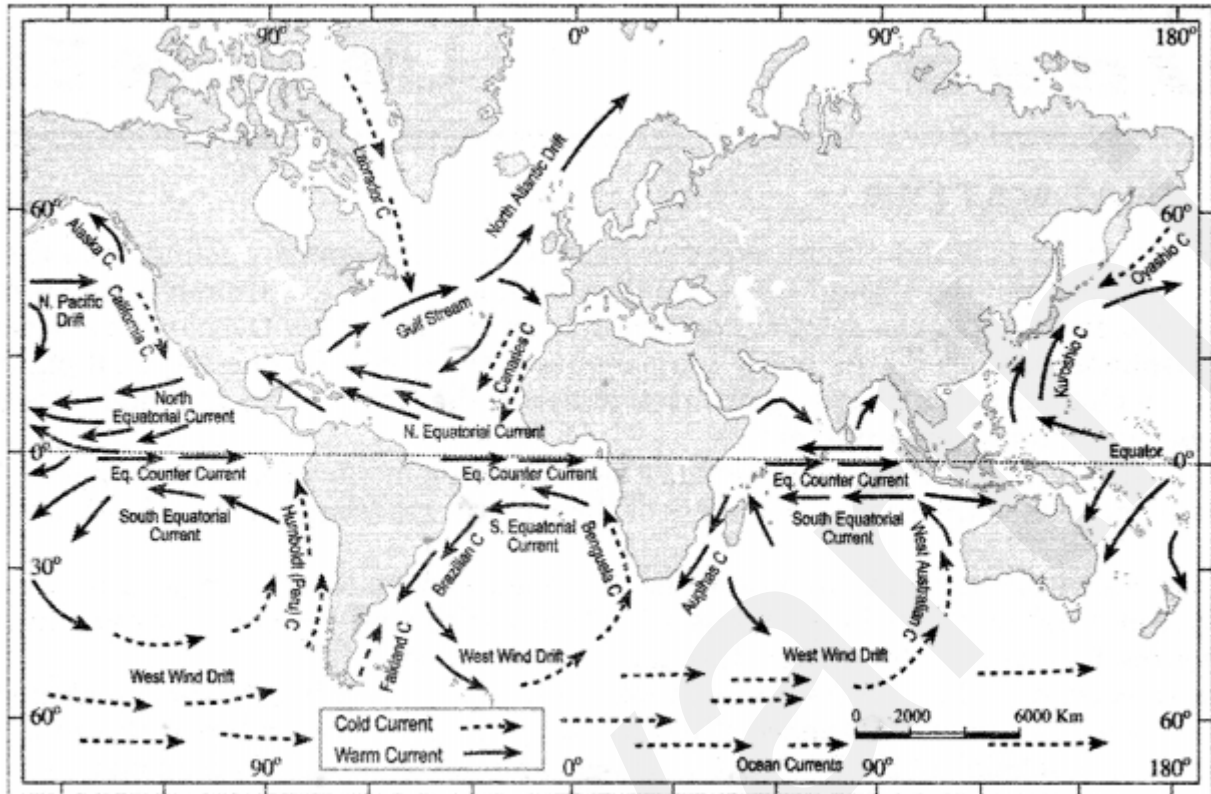 90°
0°
90°
180°
Labrador C
North Atlantic Drift
60°
60°
Alaska C.
Oyashio C
N. Pacific
Drift
California C.
Gulf Stream
Canaries C
Kuroshio C
North
Equatorial Current
N. Equatorial Current
Equator
0°
0°
Eq. Counter Current
Eq. Counter Current
Eq. Counter Current
South Equatorial
Current
Humboldt (Peru) C
S. Equatorial
Current
Benguela C
South Equatorial
Current
30°
Brazilian C
Auglhas C
West Australian C
Falkland C
West Wind Drift
West Wind Drift
West Wind Drift
60°
60°
Cold Current
Warm Current
0 2000 6000 Km
Ocean Currents
90°
0°
90°
180°